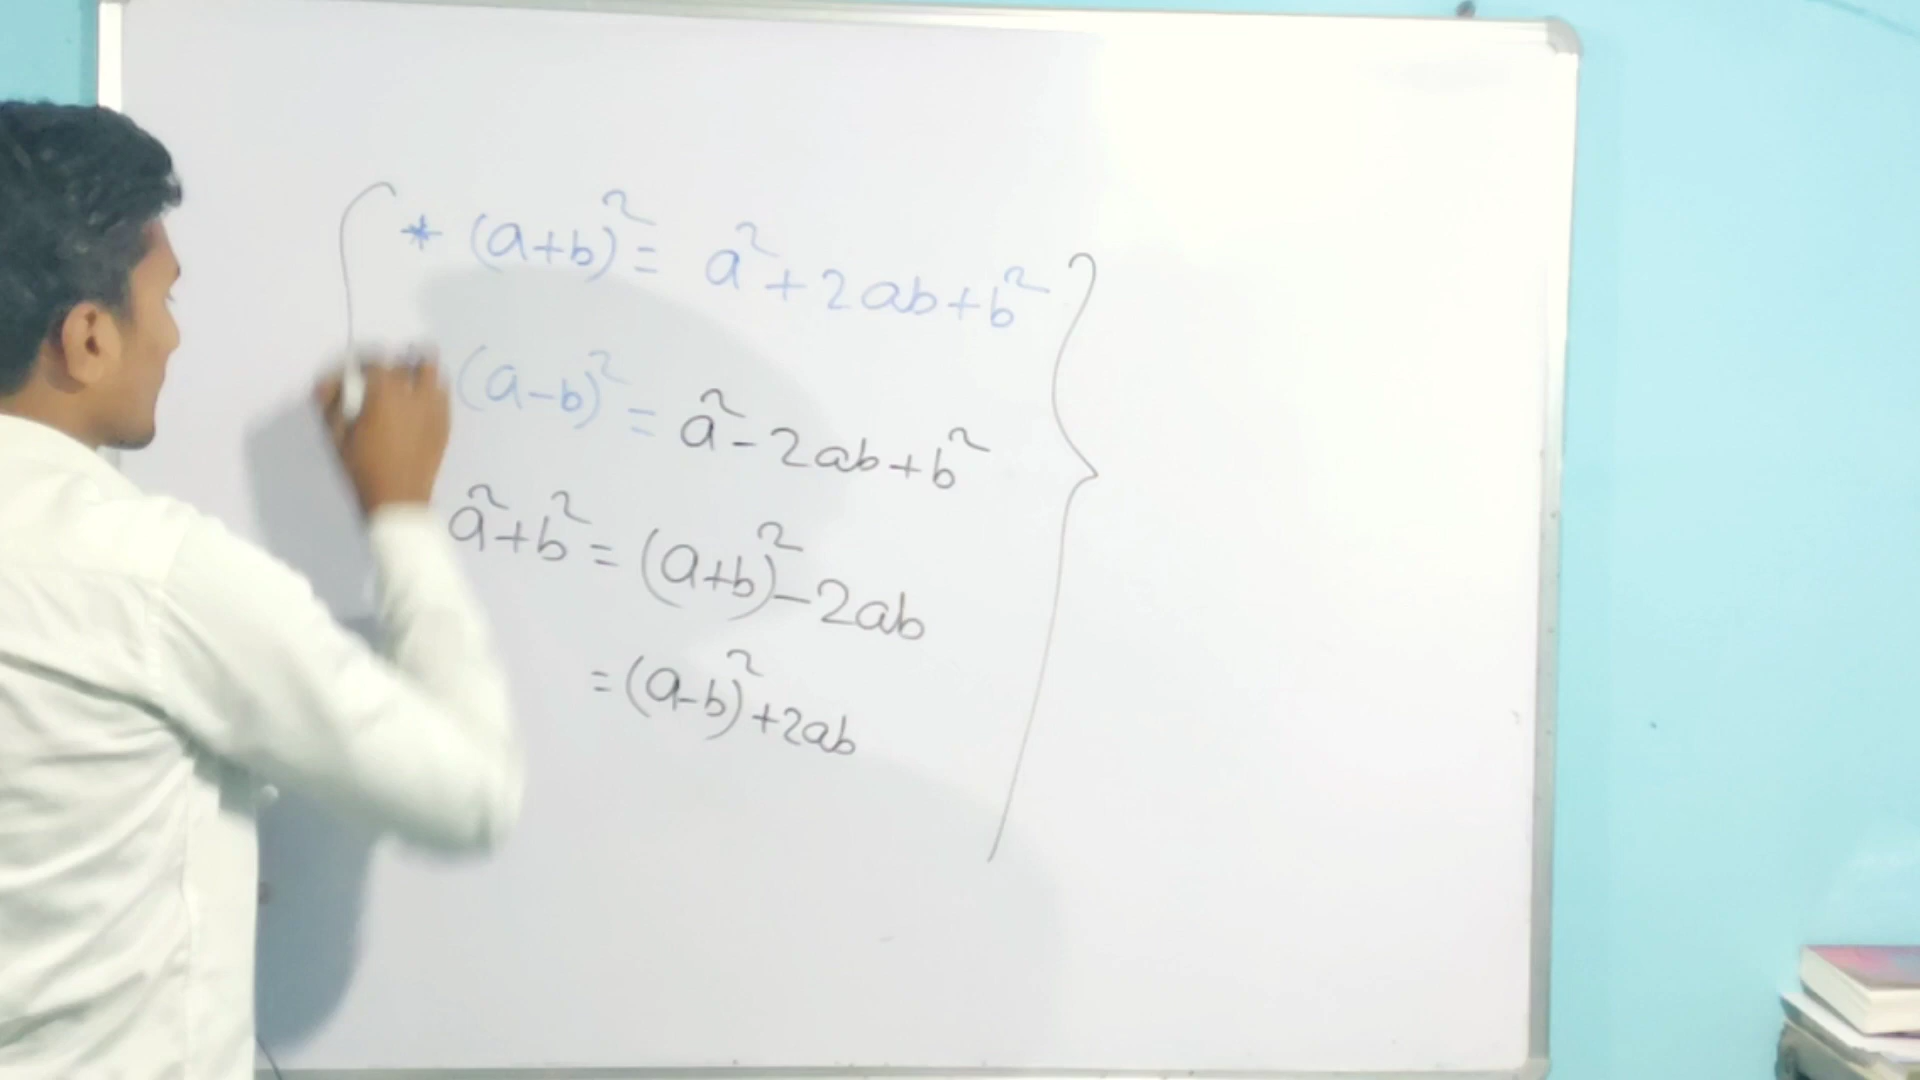 * (a+b)² = a²+2ab+b²
(a-b)² = a²-2ab+b²
a²+b² = (a+b)²-2ab
= (a-b)²+2ab